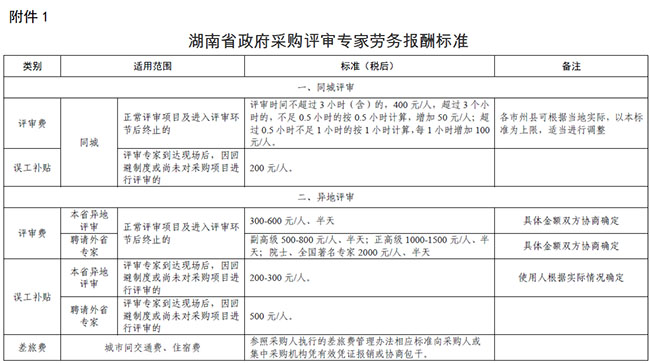 附件 1
湖南省政府采购评审专家劳务报酬标准
类别 适用范围 标准（税后） 备注
一、同城评审
评审费
同城
正常评审项目及进入评审环
节后终止的
评审时间不超过 3 小时（含）的，400 元/人，超过 3 个小
时的，不足 0.5 小时的按 0.5 小时计算，增加 50 元/人；超
过 0.5 小时不足 1 小时的按 1 小时计算，每 1 小时增加 100
元/人。
各市州县可根据当地实际，以本标
准为上限，适当进行调整
误工补贴
评审专家到达现场后，因回
避制度或尚未对采购项目进
行评审的
200 元/人。
二、异地评审
评审费
本省异地
评审
正常评审项目及进入评审环
节后终止的
300-600 元/人、半天
具体金额双方协商确定
聘请外省
专家
副高级 500-800 元/人、半天；正高级 1000-1500 元/人、半
天；院士、全国著名专家 2000 元/人、半天
具体金额双方协商确定
误工补贴
本省异地
评审
评审专家到达现场后，因回
避制度或尚未对采购项目进
行评审的
200-300 元/人。
使用人根据实际情况确定
聘请外省
专家
评审专家到达现场后，因回
避制度或尚未对采购项目进
行评审的
500 元/人。
差旅费 城市间交通费、住宿费
参照采购人执行的差旅费管理办法相应标准向采购人或
集中采购机构凭有效凭证报销或协商包干。